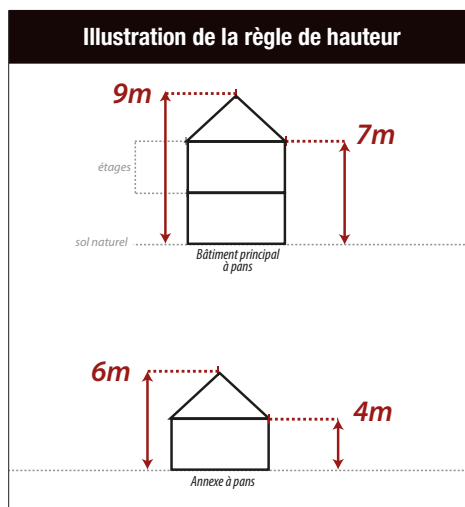 Illustration de la règle de hauteur
9m
7m
étages
sol naturel
Bâtiment principal
à pans
6m
4m
Annexe à pans